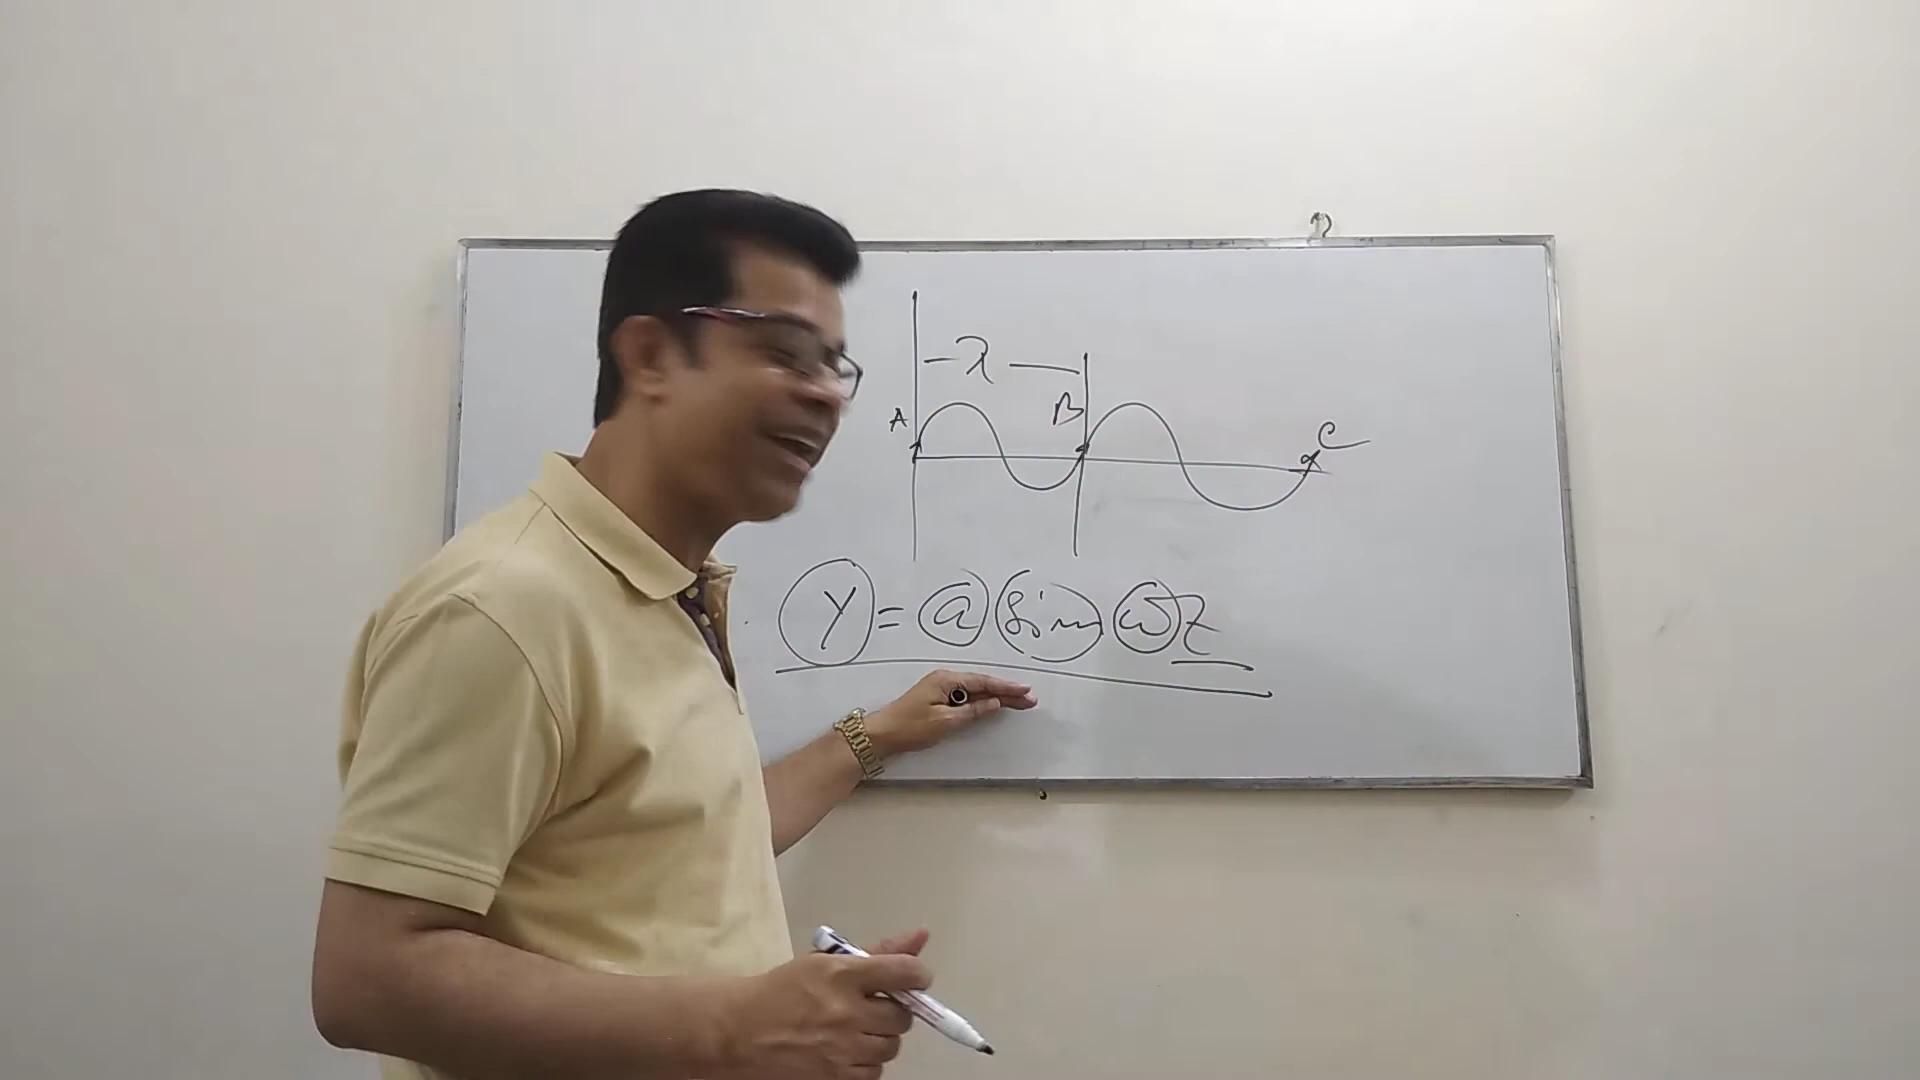 λ
A B C
y = a sin ωt